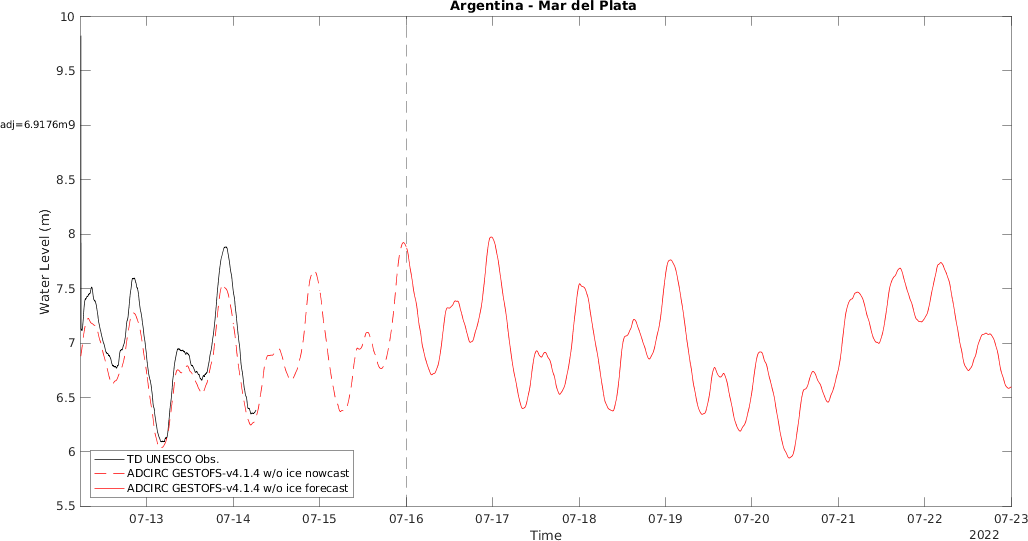 Argentina - Mar del Plata
10
9.5
adj=6.9176m9
8.5
8
7.5
7
6.5
6
5.5
Water Level (m)
TD UNESCO Obs.
ADCIRC GESTOFS-v4.1.4 w/o ice nowcast
ADCIRC GESTOFS-v4.1.4 w/o ice forecast
07-13 07-14 07-15 07-16 07-17 07-18 07-19 07-20 07-21 07-22 07-23
Time
2022